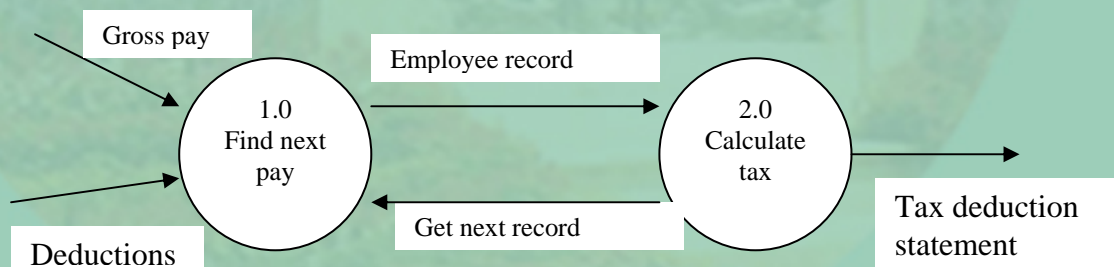 Gross pay
Employee record
1.0
Find next
pay
2.0
Calculate
tax
Get next record
Deductions
Tax deduction
statement